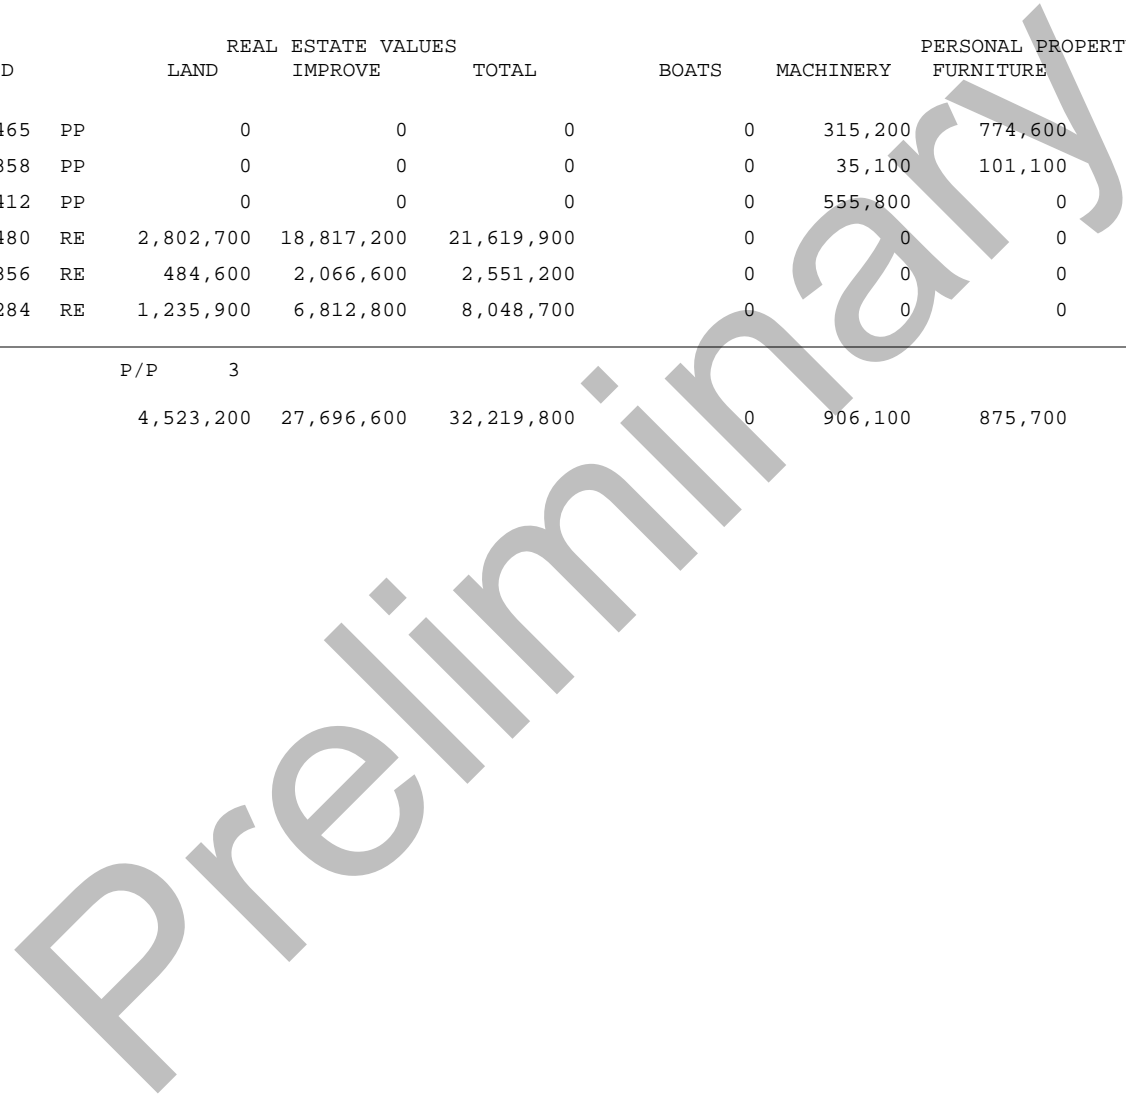 REAL ESTATE VALUES PERSONAL PROPERT
D LAND IMPROVE TOTAL BOATS MACHINERY FURNITURE
465 PP 0 0 0 0 315,200 774,600
358 PP 0 0 0 0 35,100 101,100
412 PP 0 0 0 0 555,800 0
480 RE 2,802,700 18,817,200 21,619,900 0 0 0
356 RE 484,600 2,066,600 2,551,200 0 0 0
284 RE 1,235,900 6,812,800 8,048,700 0 0 0
P/P 3
4,523,200 27,696,600 32,219,800 0 906,100 875,700
Preliminary